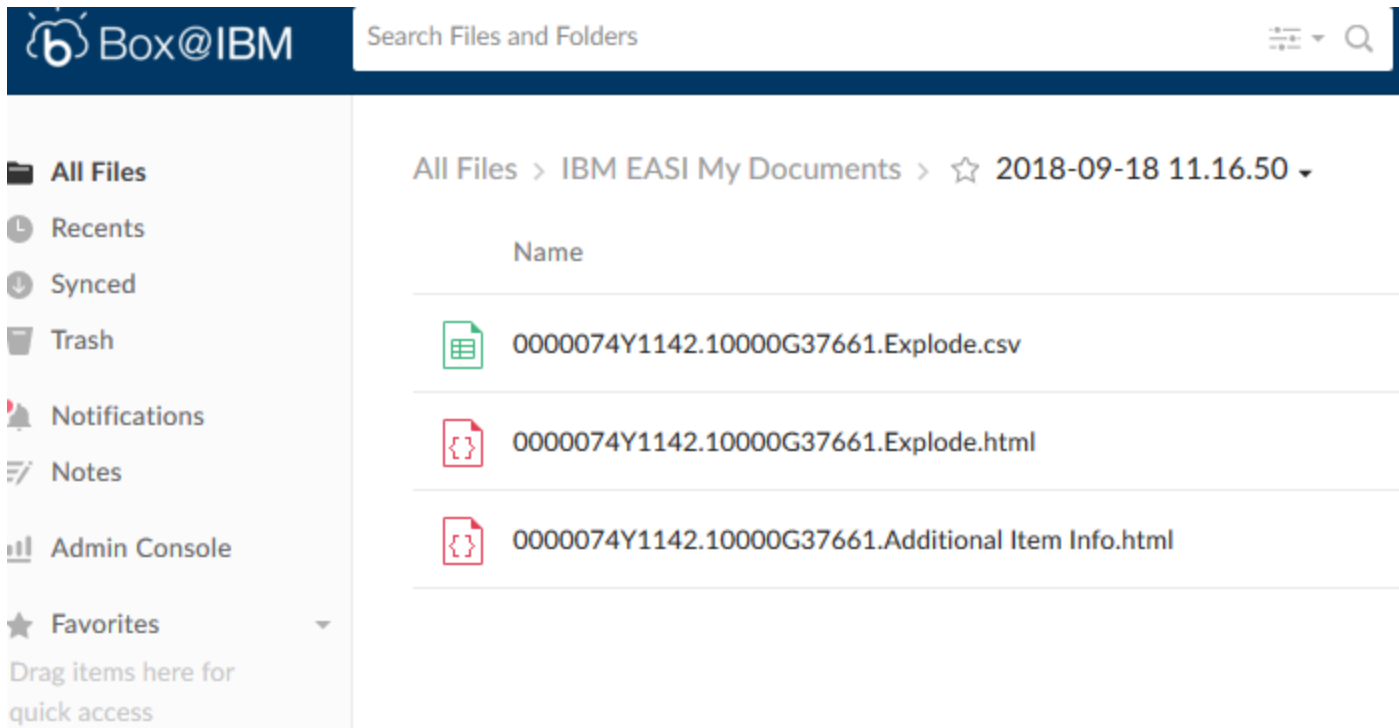 Box@IBM
Search Files and Folders
All Files
Recents
Synced
Trash
Notifications
Notes
Admin Console
Favorites
Drag items here for
quick access
All Files > IBM EASI My Documents > 2018-09-18 11.16.50
Name
0000074Y1142.10000G37661.Explode.csv
0000074Y1142.10000G37661.Explode.html
0000074Y1142.10000G37661.Additional Item Info.html